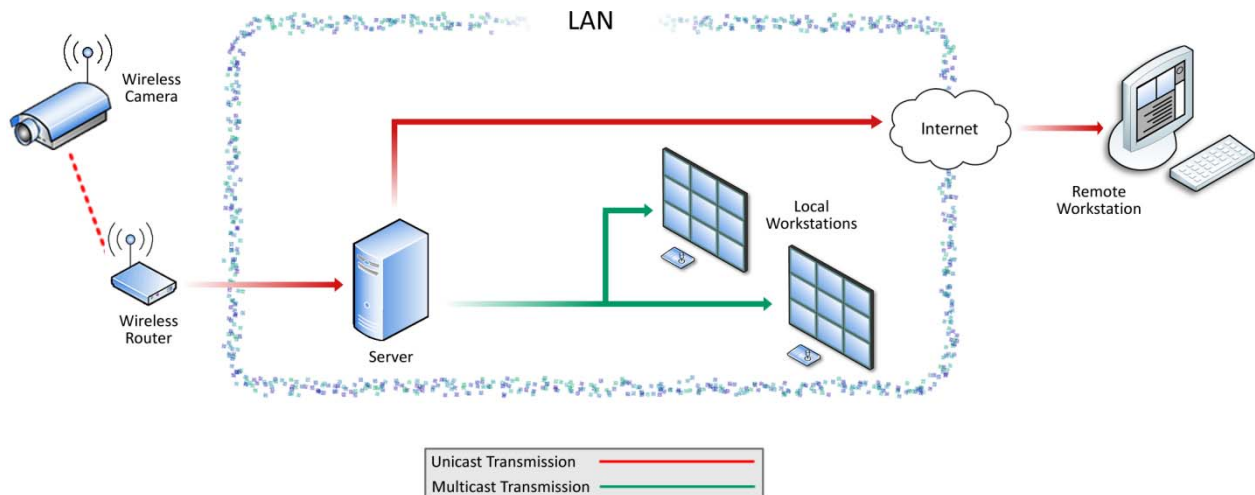 LAN
Wireless
Camera
Internet
Remote
Workstation
Local
Workstations
Wireless
Router
Server
Unicast Transmission
Multicast Transmission